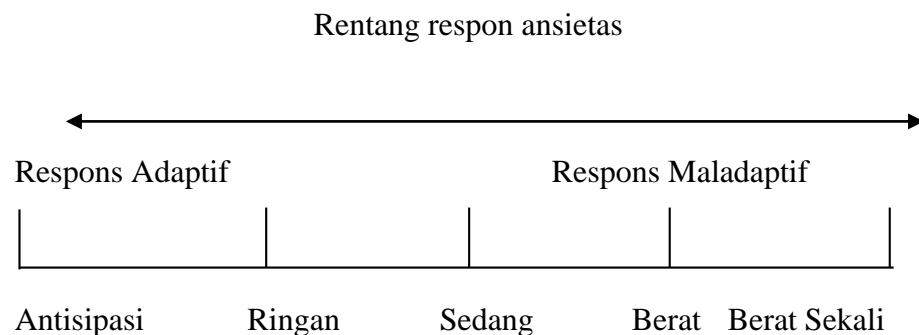 Rentang respon ansietas
Respons Adaptif Respons Maladaptif
Antisipasi Ringan Sedang Berat Berat Sekali